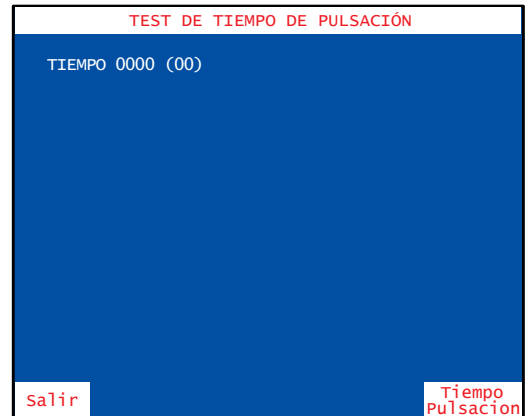 TEST DE TIEMPO DE PULSACIÓN
TIEMPO 0000 (00)
Salir
Tiempo
Pulsacion